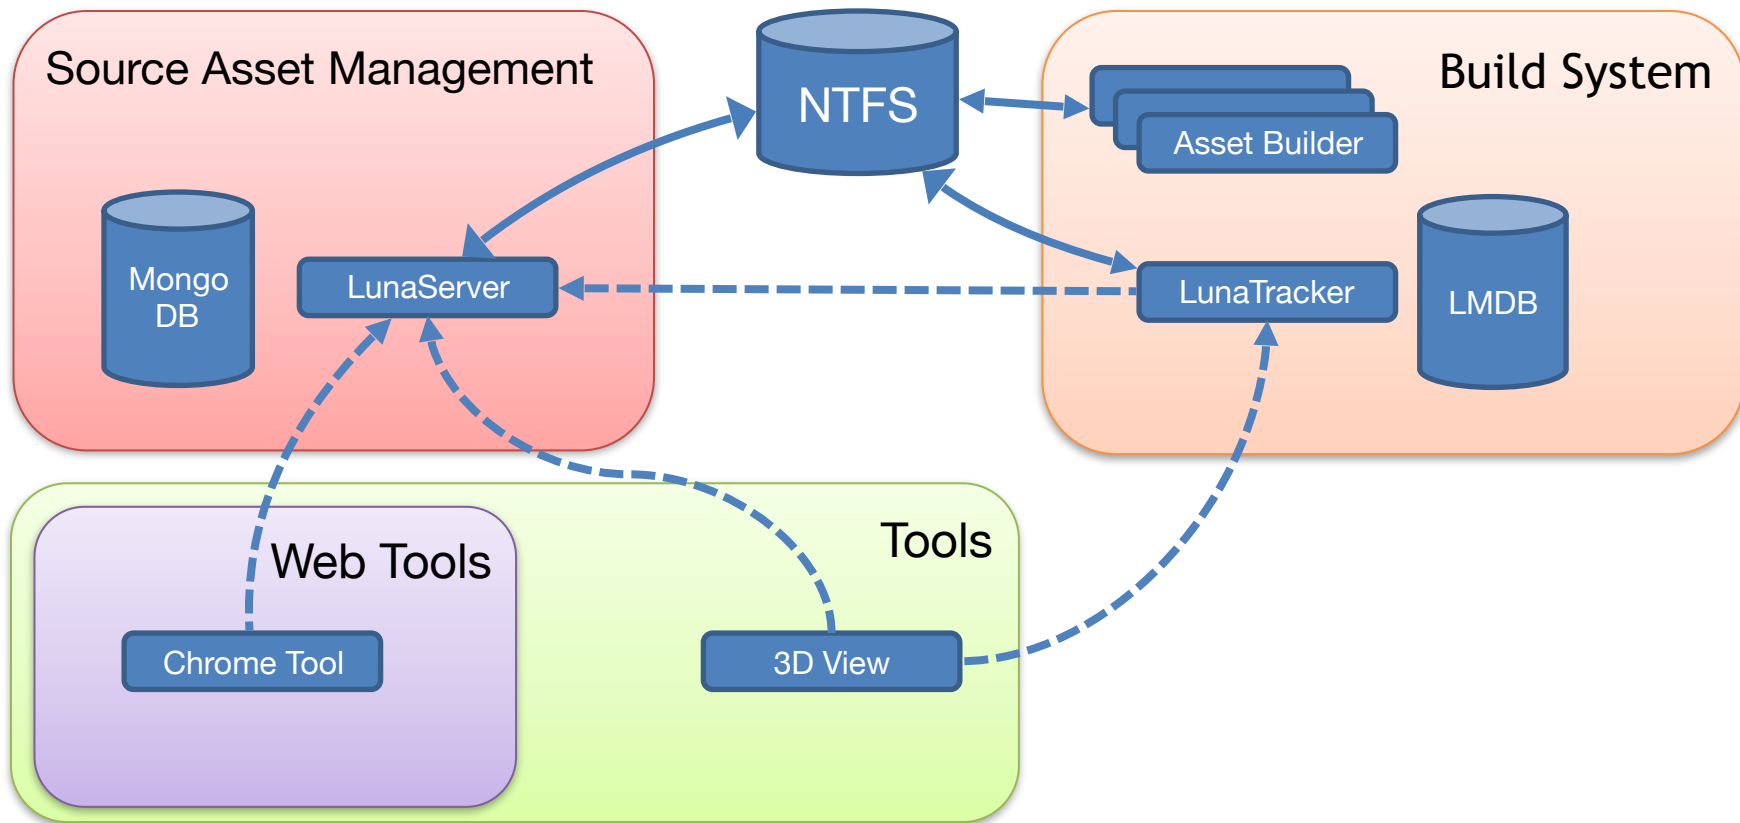 Source Asset Management
NTFS
Build System
Asset Builder
Mongo
DB
LunaServer
LunaTracker
LMDB
Web Tools
Tools
Chrome Tool
3D View